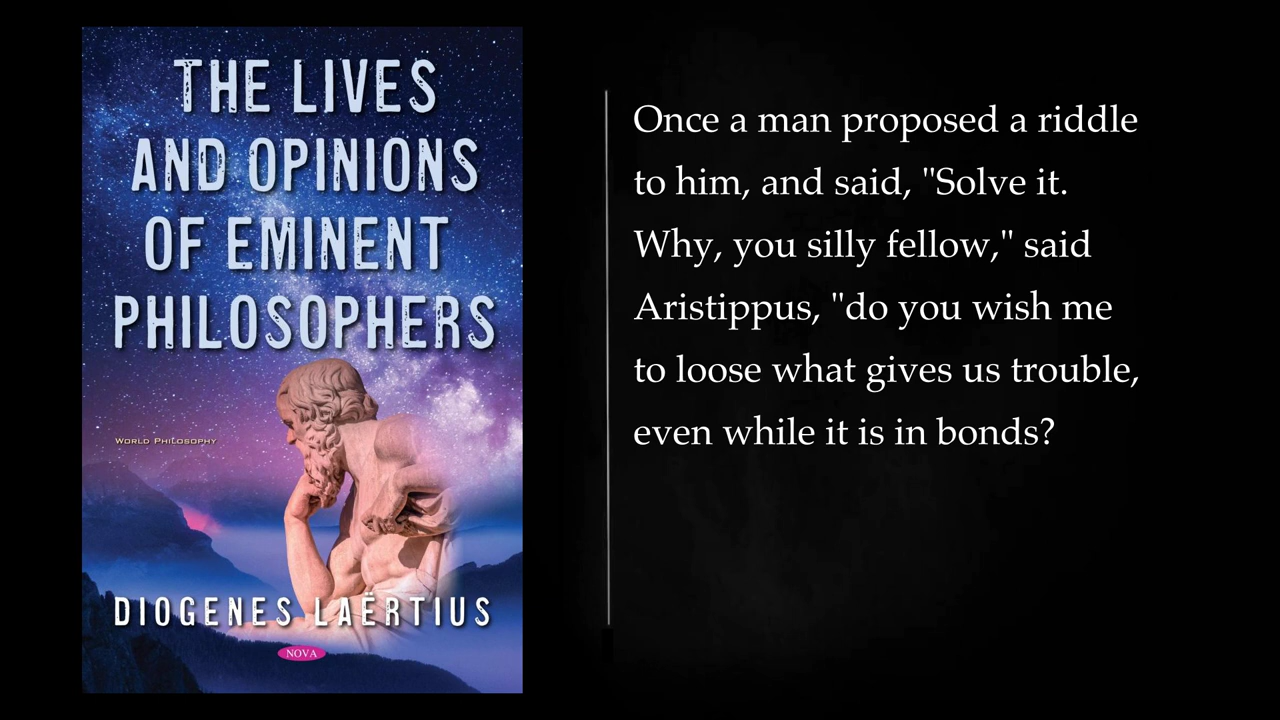 THE LIVES
AND OPINIONS
OF EMINENT
PHILOSOPHERS
WORLD PHILOSOPHY
DIOGENES LAËRTIUS
NOVA
Once a man proposed a riddle
to him, and said, "Solve it.
Why, you silly fellow," said
Aristippus, "do you wish me
to loose what gives us trouble,
even while it is in bonds?